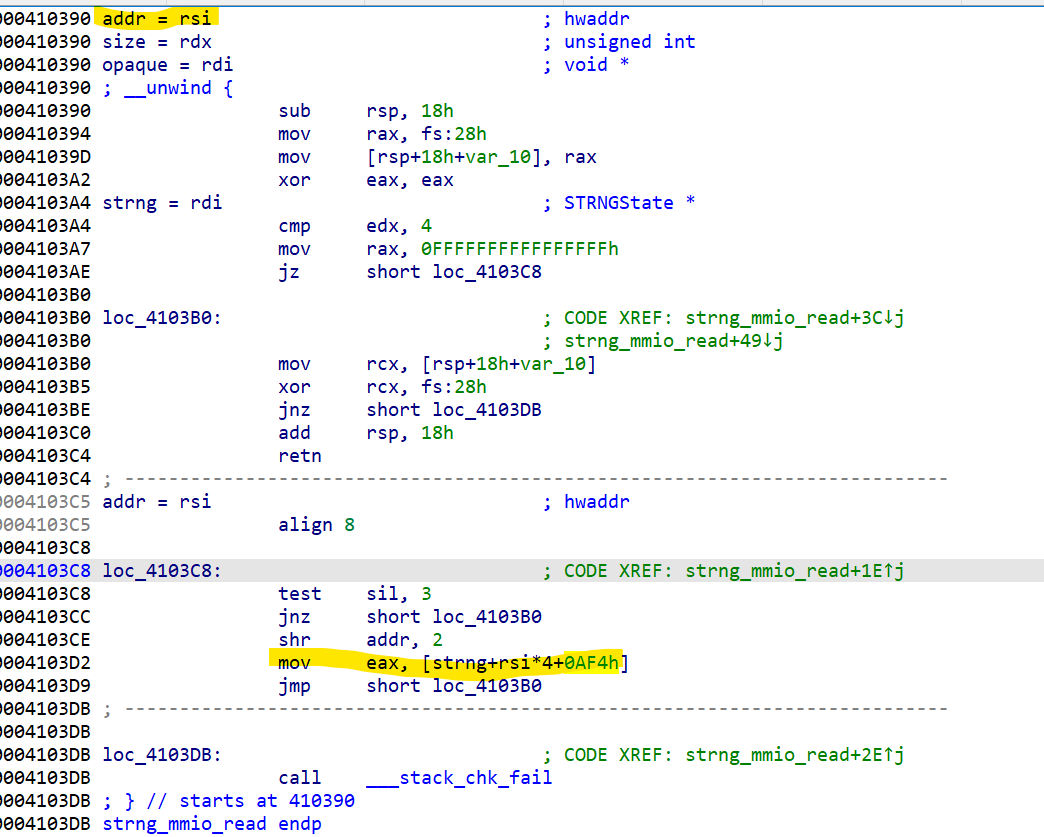 000410390 addr = rsi ; hwaddr
000410390 size = rdx ; unsigned int
000410390 opaque = rdi ; void *
000410390 ; __unwind {
000410390 sub rsp, 18h
000410394 mov rax, fs:28h
00041039D mov [rsp+18h+var_10], rax
0004103A2 xor eax, eax
0004103A4 strng = rdi ; STRNGState *
0004103A4 cmp edx, 4
0004103A7 mov rax, 0FFFFFFFFFFFFFFFFh
0004103AE jz short loc_4103C8
0004103B0
0004103B0 loc_4103B0: ; CODE XREF: strng_mmio_read+3C↓j
0004103B0 ; strng_mmio_read+49↓j
0004103B0 mov rcx, [rsp+18h+var_10]
0004103B5 xor rcx, fs:28h
0004103BE jnz short loc_4103DB
0004103C0 add rsp, 18h
0004103C4 retn
0004103C4 ; ---------------------------------------------------------------------------
0004103C5 addr = rsi ; hwaddr
0004103C5 align 8
0004103C8
0004103C8 loc_4103C8: ; CODE XREF: strng_mmio_read+1E↑j
0004103C8 test sil, 3
0004103CC jnz short loc_4103B0
0004103CE shr addr, 2
0004103D2 mov eax, [strng+rsi*4+0AF4h]
0004103D9 jmp short loc_4103B0
0004103DB ; ---------------------------------------------------------------------------
0004103DB
0004103DB loc_4103DB: ; CODE XREF: strng_mmio_read+2E↑j
0004103DB call ___stack_chk_fail
0004103DB ; } // starts at 410390
0004103DB strng_mmio_read endp